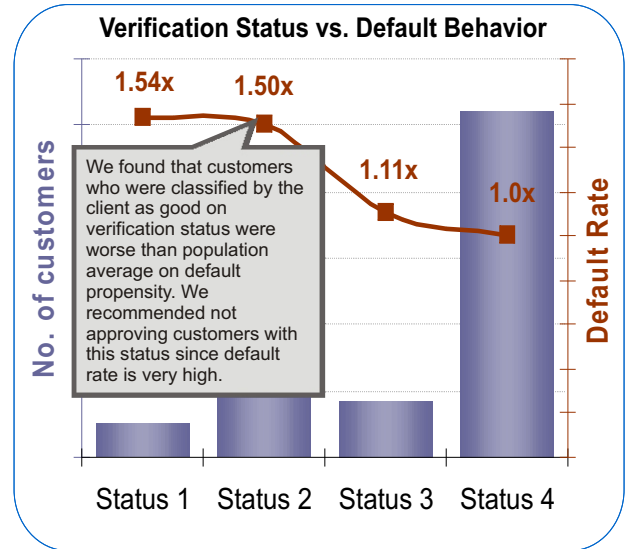 Verification Status vs. Default Behavior
1.54x
1.50x
1.11x
1.0x
We found that customers
who were classified by the
client as good on
verification status were
worse than population
average on default
propensity. We
recommended not
approving customers with
this status since default
rate is very high.
No. of customers
Default Rate
Status 1
Status 2
Status 3
Status 4